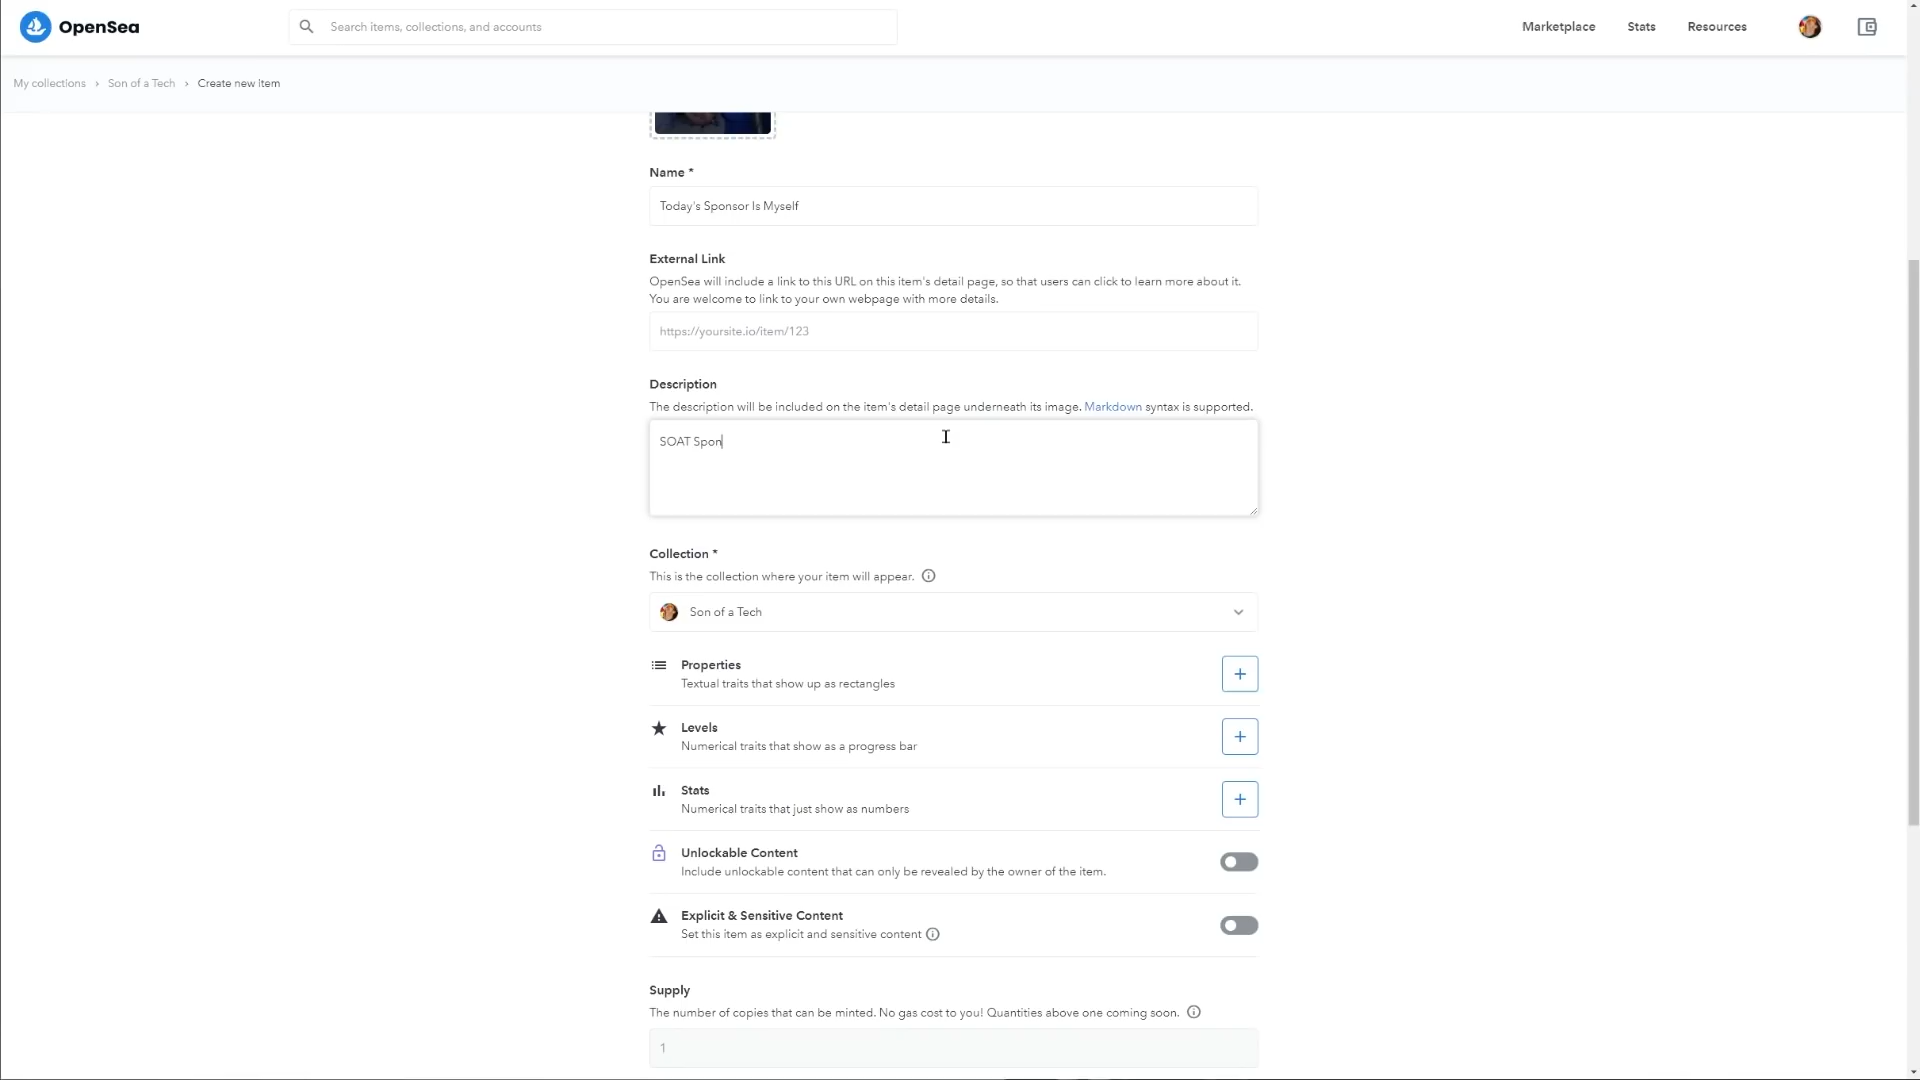 OpenSea
Search items, collections, and accounts
Marketplace
Stats
Resources
My collections › Son of a Tech › Create new item
Name *
Today's Sponsor Is Myself
External Link
OpenSea will include a link to this URL on this item's detail page, so that users can click to learn more about it.
You are welcome to link to your own webpage with more details.
https://yoursite.io/item/123
Description
The description will be included on the item's detail page underneath its image. Markdown syntax is supported.
SOAT Spon
Collection *
This is the collection where your item will appear.
Son of a Tech
Properties
Textual traits that show up as rectangles
Levels
Numerical traits that show as a progress bar
Stats
Numerical traits that just show as numbers
Unlockable Content
Include unlockable content that can only be revealed by the owner of the item.
Explicit & Sensitive Content
Set this item as explicit and sensitive content
Supply
The number of copies that can be minted. No gas cost to you! Quantities above one coming soon.
1